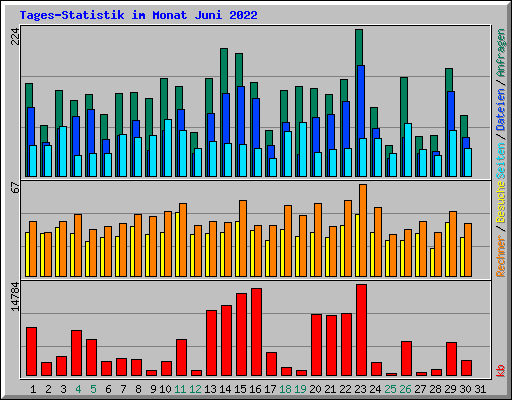 Tages-Statistik im Monat Juni 2022
224
67
14784
Rechner / Besuche Seiten / Dateien / Anfragen
kb
1 2 3 4 5 6 7 8 9 10 11 12 13 14 15 16 17 18 19 20 21 22 23 24 25 26 27 28 29 30 31